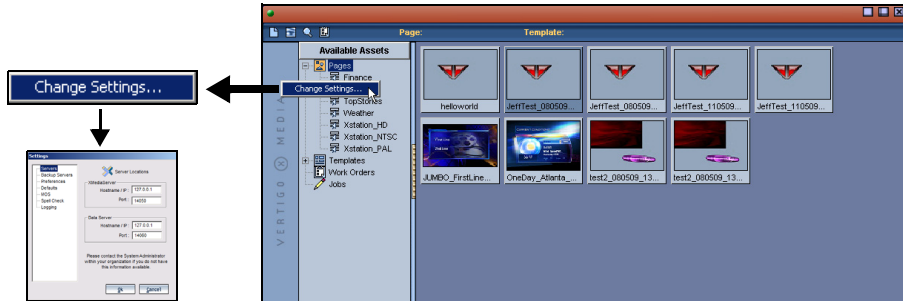 Page:
Template:
Available Assets
Pages
Finance
Change Settings...
TopStories
Weather
Xstation_HD
Xstation_NTSC
Xstation_PAL
Templates
Work Orders
Jobs
VERTIGO X MEDIA
helloworld
JeffTest_080509...
JeffTest_080509...
JeffTest_110509...
JeffTest_110509...
JUMBO_FirstLine...
OneDay_Atlanta_...
test2_080509_13...
test2_080509_13...
Change Settings...
Settings
Servers
Backup Servers
Preferences
Defaults
MOS
Spell Check
Logging
Server Locations
XMediaServer
Hostname / IP : 127.0.0.1
Port : 14050
Data Server
Hostname / IP : 127.0.0.1
Port : 14000
Please contact the System Administrator
within your organization if you do not have
this information available.
Ok
Cancel